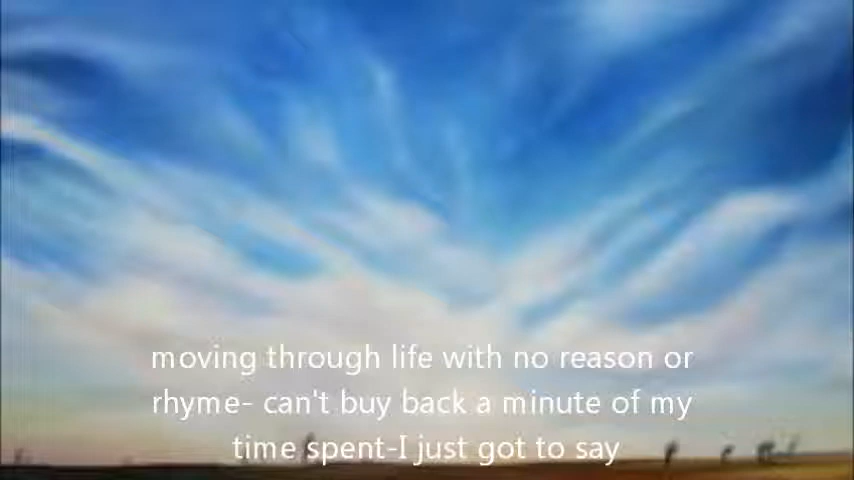 moving through life with no reason or
rhyme- can't buy back a minute of my
time spent-I just got to say